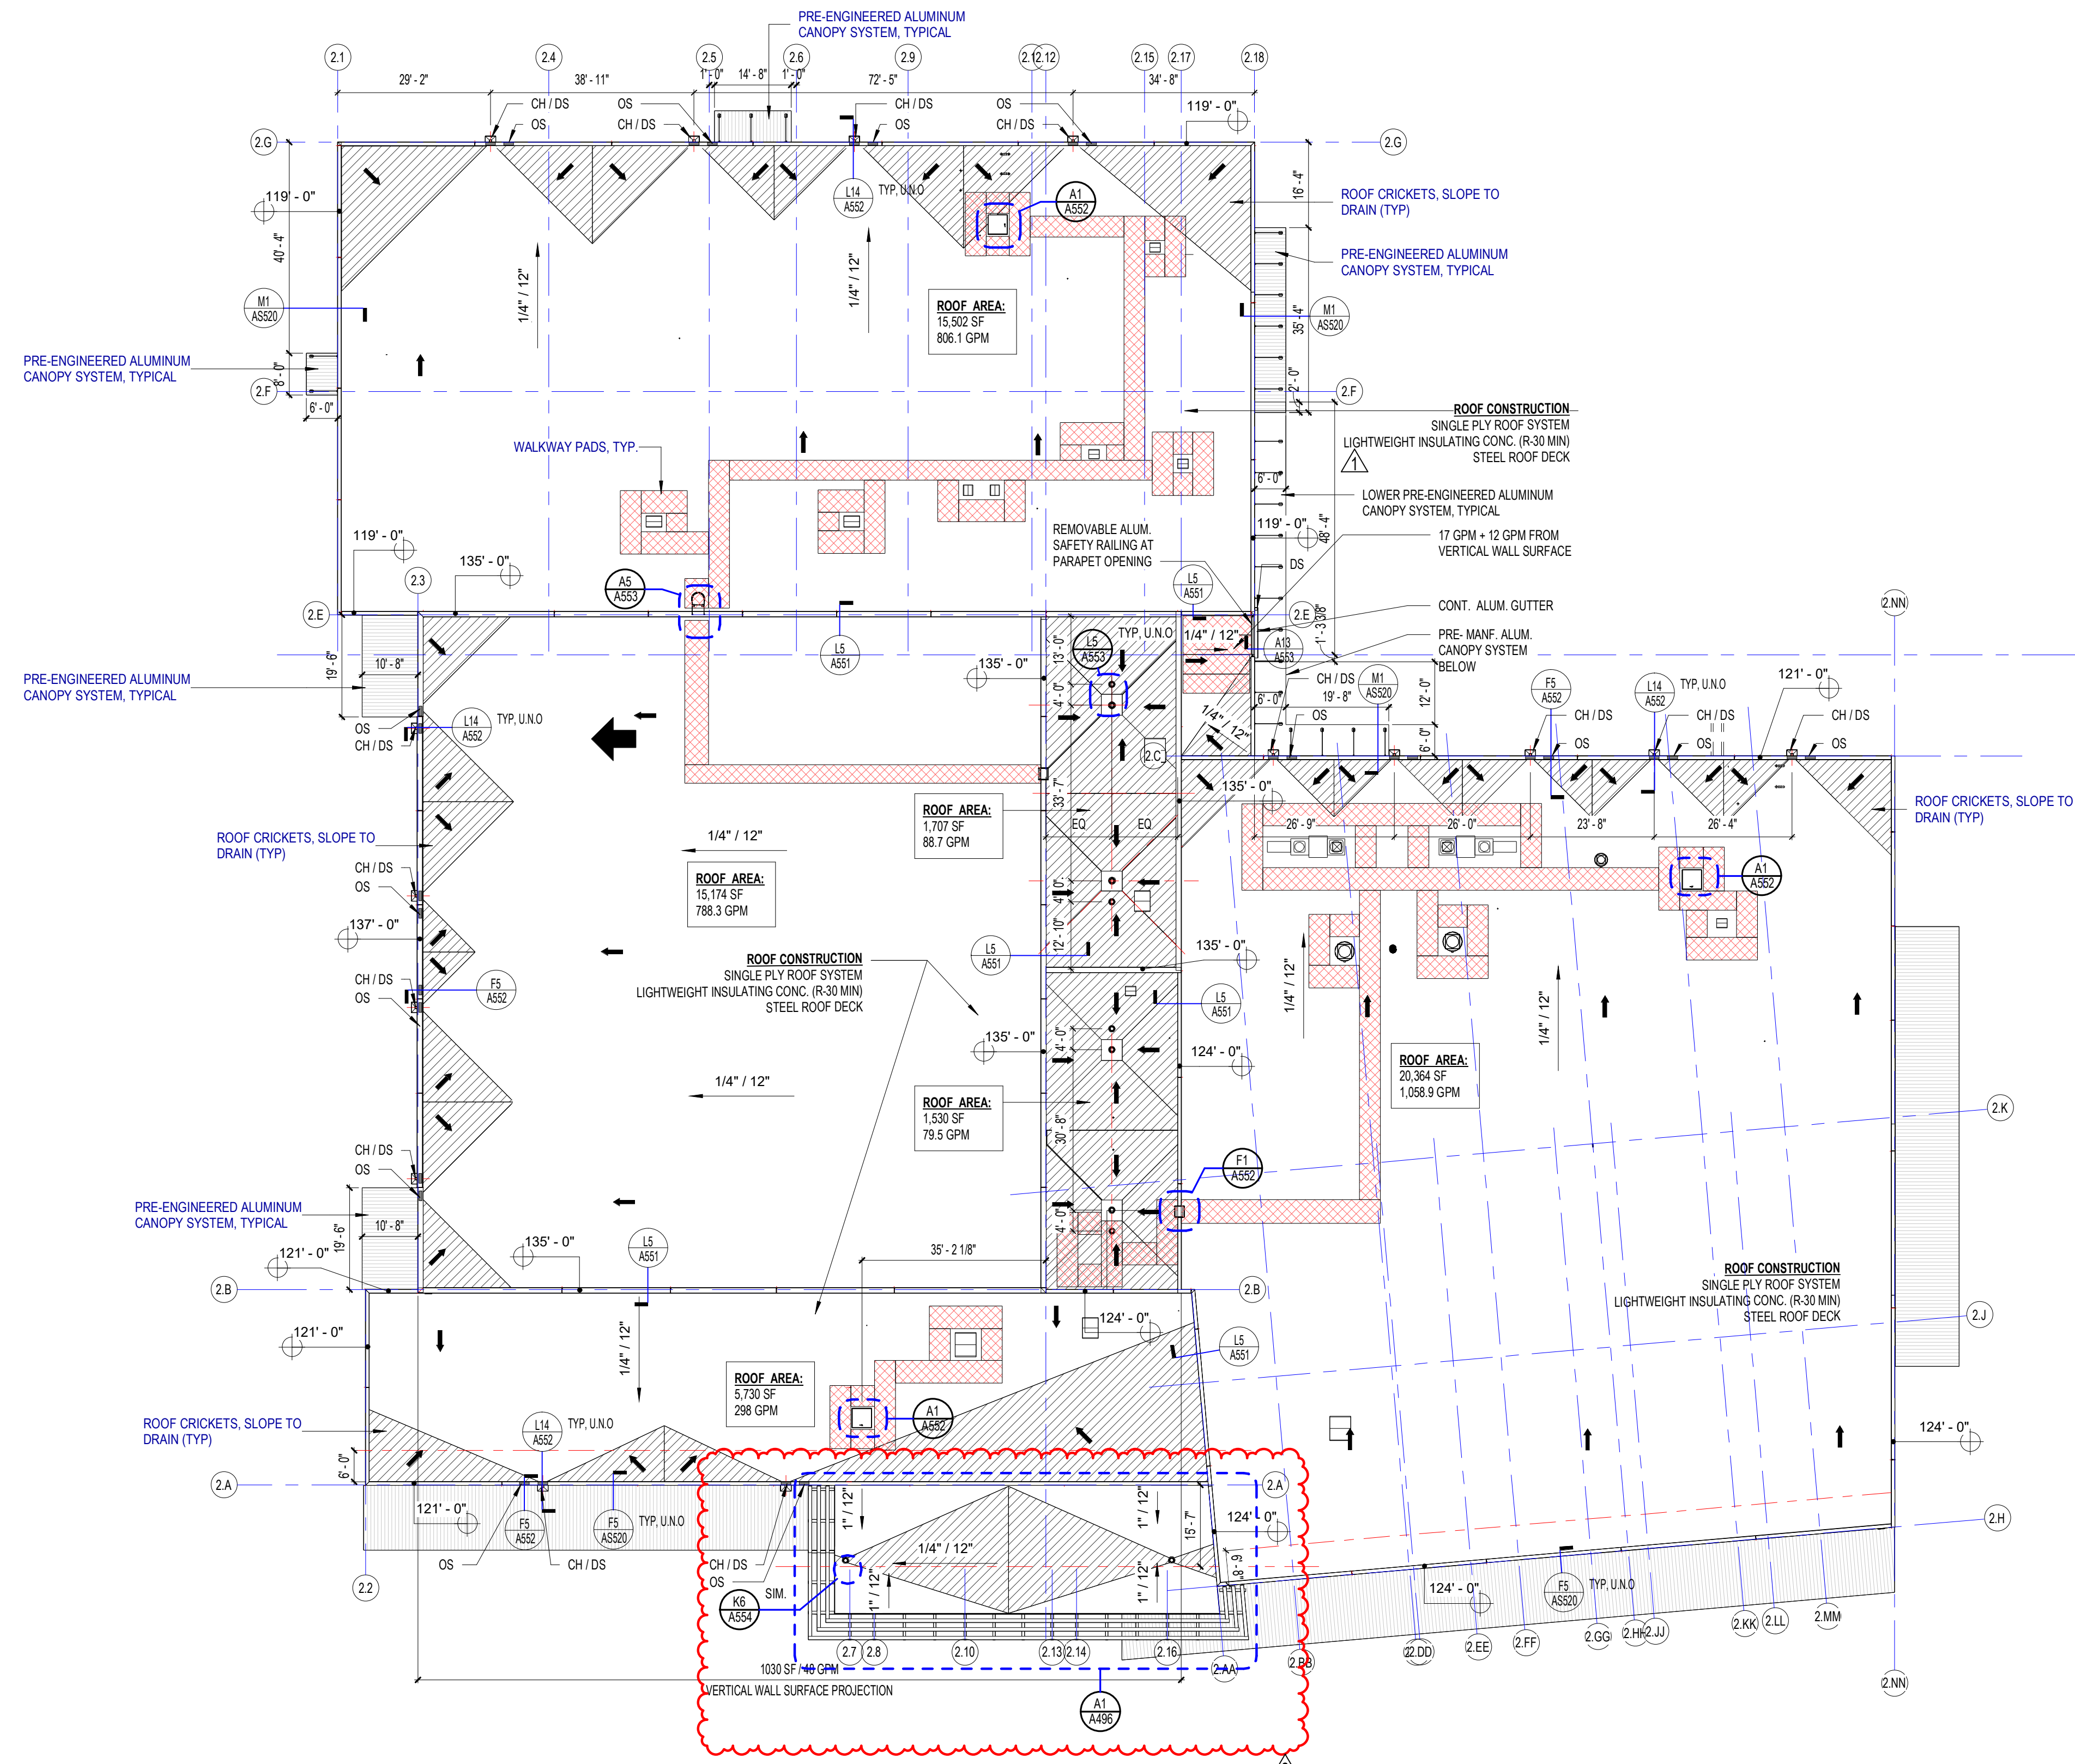 PRE-ENGINEERED ALUMINUM
CANOPY SYSTEM, TYPICAL
2.1
2.4
2.5
2.6
2.9
2.12
2.15
2.17
2.18
29' - 2"
38' - 11"
1' - 0"
14' - 8"
1' - 0"
72' - 5"
34' - 8"
CH / DS
OS
OS
CH / DS
CH / DS
OS
OS
CH / DS
119' - 0"
2.G
2.G
119' - 0"
40' - 4"
L14
A552
TYP, U.N.O
A1
A552
16' - 4"
ROOF CRICKETS, SLOPE TO
DRAIN (TYP)
PRE-ENGINEERED ALUMINUM
CANOPY SYSTEM, TYPICAL
1/4" / 12"
1/4" / 12"
M1
AS520
ROOF AREA:
15,502 SF
806.1 GPM
M1
AS520
35' - 4"
PRE-ENGINEERED ALUMINUM
CANOPY SYSTEM, TYPICAL
8' - 0"
2.F
6' - 0"
2' - 0"
2.F
ROOF CONSTRUCTION
SINGLE PLY ROOF SYSTEM
LIGHTWEIGHT INSULATING CONC. (R-30 MIN)
STEEL ROOF DECK
1
WALKWAY PADS, TYP.
6' - 0"
LOWER PRE-ENGINEERED ALUMINUM
CANOPY SYSTEM, TYPICAL
119' - 0"
48' - 4"
REMOVABLE ALUM.
SAFETY RAILING AT
PARAPET OPENING
17 GPM + 12 GPM FROM
VERTICAL WALL SURFACE
119' - 0"
135' - 0"
2.3
A5
A553
L5
A551
DS
CONT. ALUM. GUTTER
2.E
2.E
2.NN
1' - 3 3/8"
PRE- MANF. ALUM.
CANOPY SYSTEM
BELOW
L5
A551
L5
A553
TYP, U.N.O
1/4" / 12"
A13
A553
13' - 0"
19' - 6"
10' - 8"
135' - 0"
PRE-ENGINEERED ALUMINUM
CANOPY SYSTEM, TYPICAL
CH / DS
M1
AS520
6' - 0"
19' - 8"
12' - 0"
F5
A552
L14
A552
TYP, U.N.O
121' - 0"
4' - 0"
OS
CH / DS
L14
A552
TYP, U.N.O
1/4" / 12"
OS
6' - 0"
CH / DS
OS
CH / DS
OS
CH / DS
OS
2.C
135' - 0"
33' - 7"
ROOF AREA:
1,707 SF
88.7 GPM
EQ
EQ
26' - 9"
26' - 0"
23' - 8"
26' - 4"
ROOF CRICKETS, SLOPE TO
DRAIN (TYP)
ROOF CRICKETS, SLOPE TO
DRAIN (TYP)
1/4" / 12"
CH / DS
OS
ROOF AREA:
15,174 SF
788.3 GPM
4' - 0"
A1
A552
137' - 0"
12' - 10"
L5
A551
135' - 0"
ROOF CONSTRUCTION
SINGLE PLY ROOF SYSTEM
LIGHTWEIGHT INSULATING CONC. (R-30 MIN)
STEEL ROOF DECK
CH / DS
OS
F5
A552
L5
A551
1/4" / 12"
1/4" / 12"
135' - 0"
4' - 0"
124' - 0"
ROOF AREA:
20,364 SF
1,058.9 GPM
1/4" / 12"
ROOF AREA:
1,530 SF
79.5 GPM
2.K
30' - 8"
CH / DS
OS
F1
A552
PRE-ENGINEERED ALUMINUM
CANOPY SYSTEM, TYPICAL
10' - 8"
19' - 6"
4' - 0"
121' - 0"
135' - 0"
L5
A551
35' - 2 1/8"
ROOF CONSTRUCTION
SINGLE PLY ROOF SYSTEM
LIGHTWEIGHT INSULATING CONC. (R-30 MIN)
STEEL ROOF DECK
2.B
2.B
2.J
121' - 0"
1/4" / 12"
124' - 0"
L5
A551
ROOF AREA:
5,730 SF
298 GPM
ROOF CRICKETS, SLOPE TO
DRAIN (TYP)
L14
A552
TYP, U.N.O
A1
A552
124' - 0"
6' - 0"
2.A
2.A
121' - 0"
F5
A552
F5
AS520
TYP, U.N.O
1" / 12"
1" / 12"
15' - 7"
124' - 0"
2.H
OS
CH / DS
CH / DS
OS
1/4" / 12"
8' - 9"
2.2
SIM.
K6
A554
1" / 12"
1" / 12"
124' - 0"
F5
AS520
TYP, U.N.O
2.7
2.8
2.10
2.13
2.14
2.16
2.AA
2.BB
2.DD
2.EE
2.FF
2.GG
2.HH
2.JJ
2.KK
2.LL
2.MM
2.NN
1030 SF / 40 GPM
VERTICAL WALL SURFACE PROJECTION
A1
A496